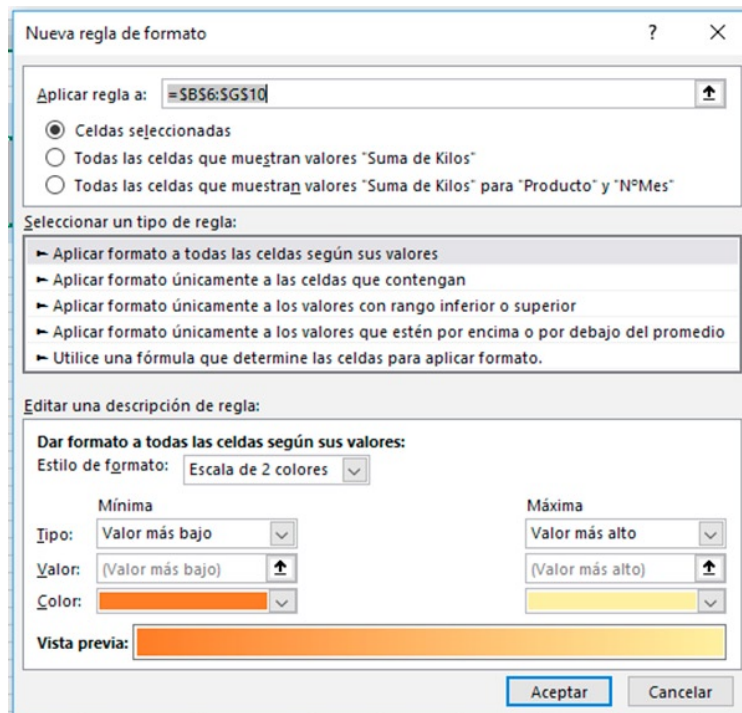 Nueva regla de formato ? X
Aplicar regla a: =$B$6:$G$10
Celdas seleccionadas
Todas las celdas que muestran valores "Suma de Kilos"
Todas las celdas que muestran valores "Suma de Kilos" para "Producto" y "NºMes"
Seleccionar un tipo de regla:
► Aplicar formato a todas las celdas según sus valores
► Aplicar formato únicamente a las celdas que contengan
► Aplicar formato únicamente a los valores con rango inferior o superior
► Aplicar formato únicamente a los valores que estén por encima o por debajo del promedio
► Utilice una fórmula que determine las celdas para aplicar formato.
Editar una descripción de regla:
Dar formato a todas las celdas según sus valores:
Estilo de formato: Escala de 2 colores
Mínima Máxima
Tipo: Valor más bajo Valor más alto
Valor: (Valor más bajo) (Valor más alto)
Color:
Vista previa:
Aceptar Cancelar